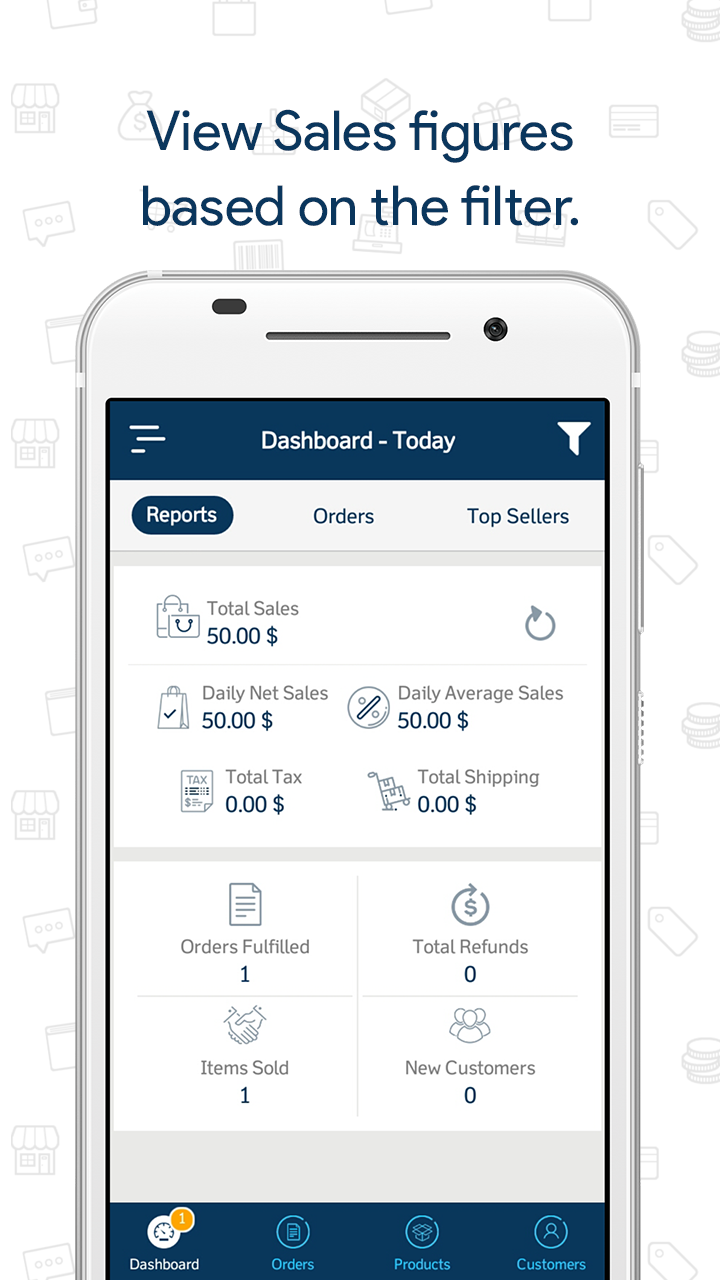 View Sales figures
based on the filter.
Dashboard - Today
Reports Orders Top Sellers
Total Sales
50.00 $
Daily Net Sales Daily Average Sales
50.00 $ 50.00 $
TAX Total Tax Total Shipping
0.00 $ 0.00 $
Orders Fulfilled Total Refunds
1 0
Items Sold New Customers
1 0
1
Dashboard Orders Products Customers